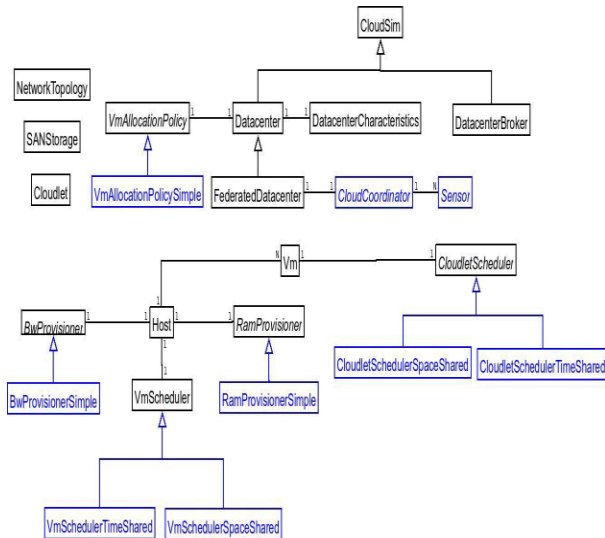 CloudSim
NetworkTopology
VmAllocationPolicy 1 1 Datacenter 1 1 DatacenterCharacteristics
DatacenterBroker
SANStorage
Cloudlet
VmAllocationPolicySimple
FederatedDatacenter 1 1 CloudCoordinator 1 N Sensor
N Vm 1 1 CloudletScheduler
1
BwProvisioner 1 1 Host 1 1 RamProvisioner
1
1
CloudletSchedulerSpaceShared CloudletSchedulerTimeShared
BwProvisionerSimple VmScheduler RamProvisionerSimple
VmSchedulerTimeShared VmSchedulerSpaceShared